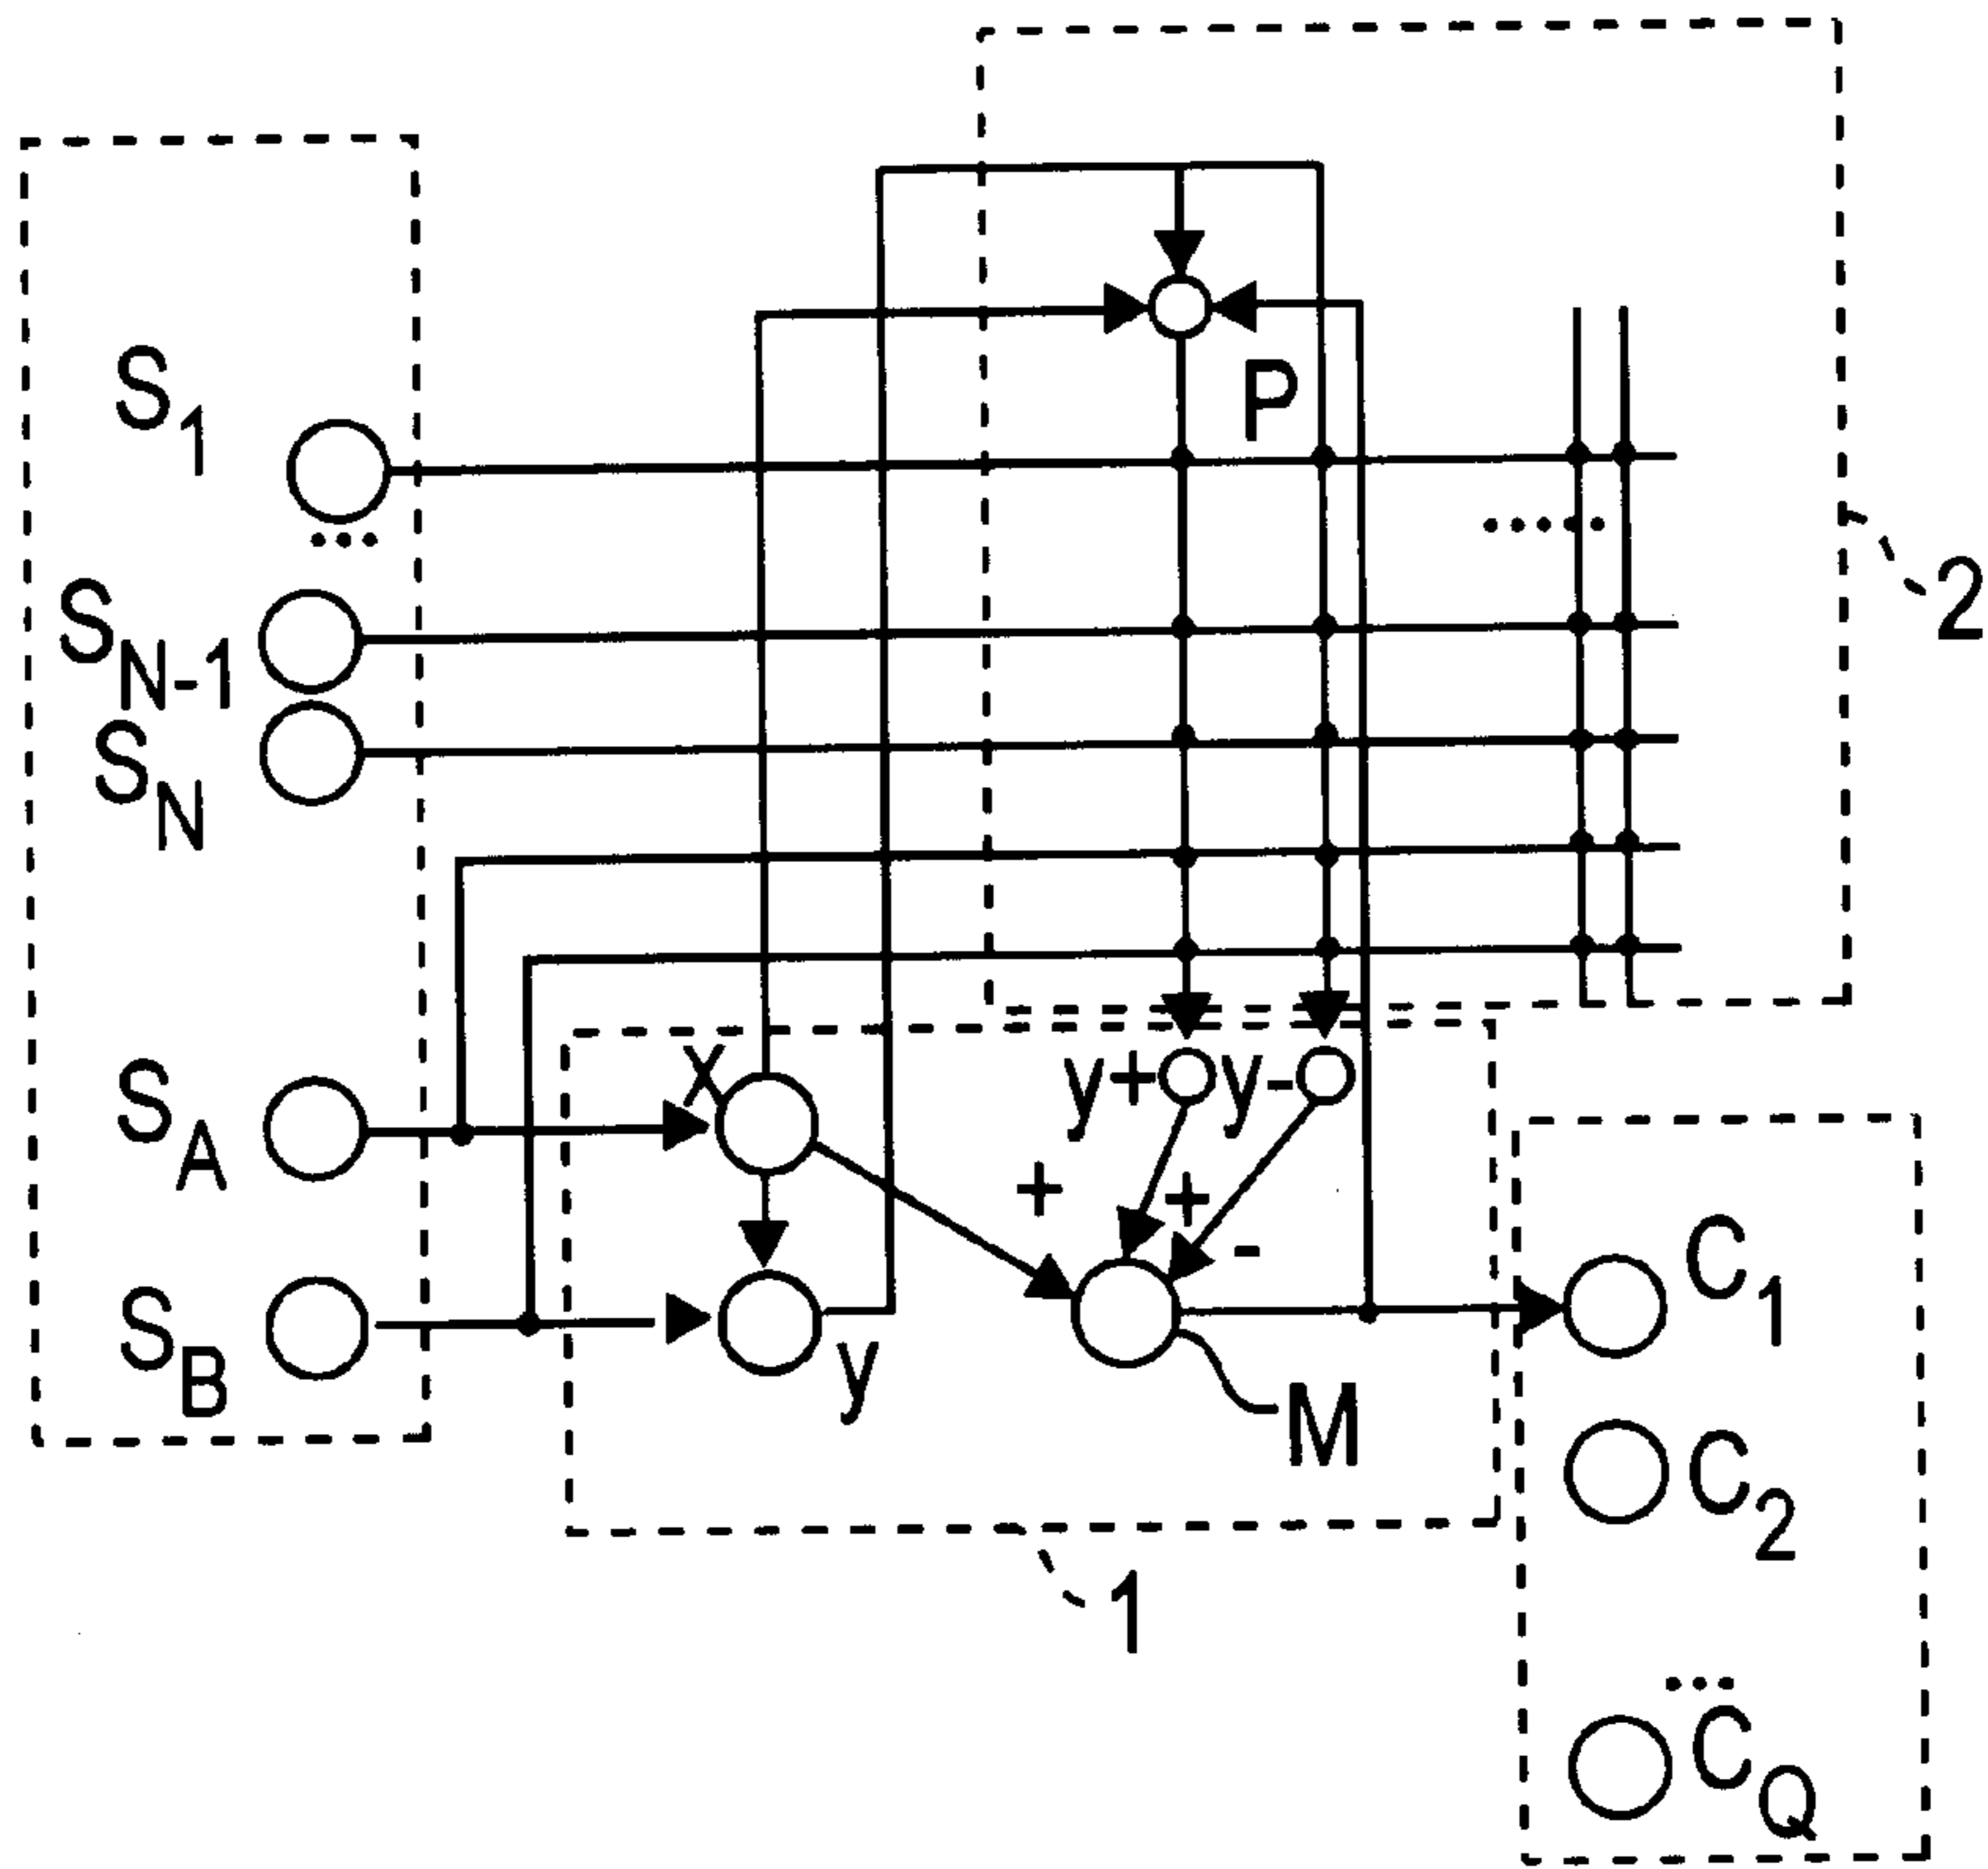 S1
...
SN-1
SN
SA
SB
P
.....
2
x
y+
y-
+
+
-
y
M
1
C1
C2
...
CQ